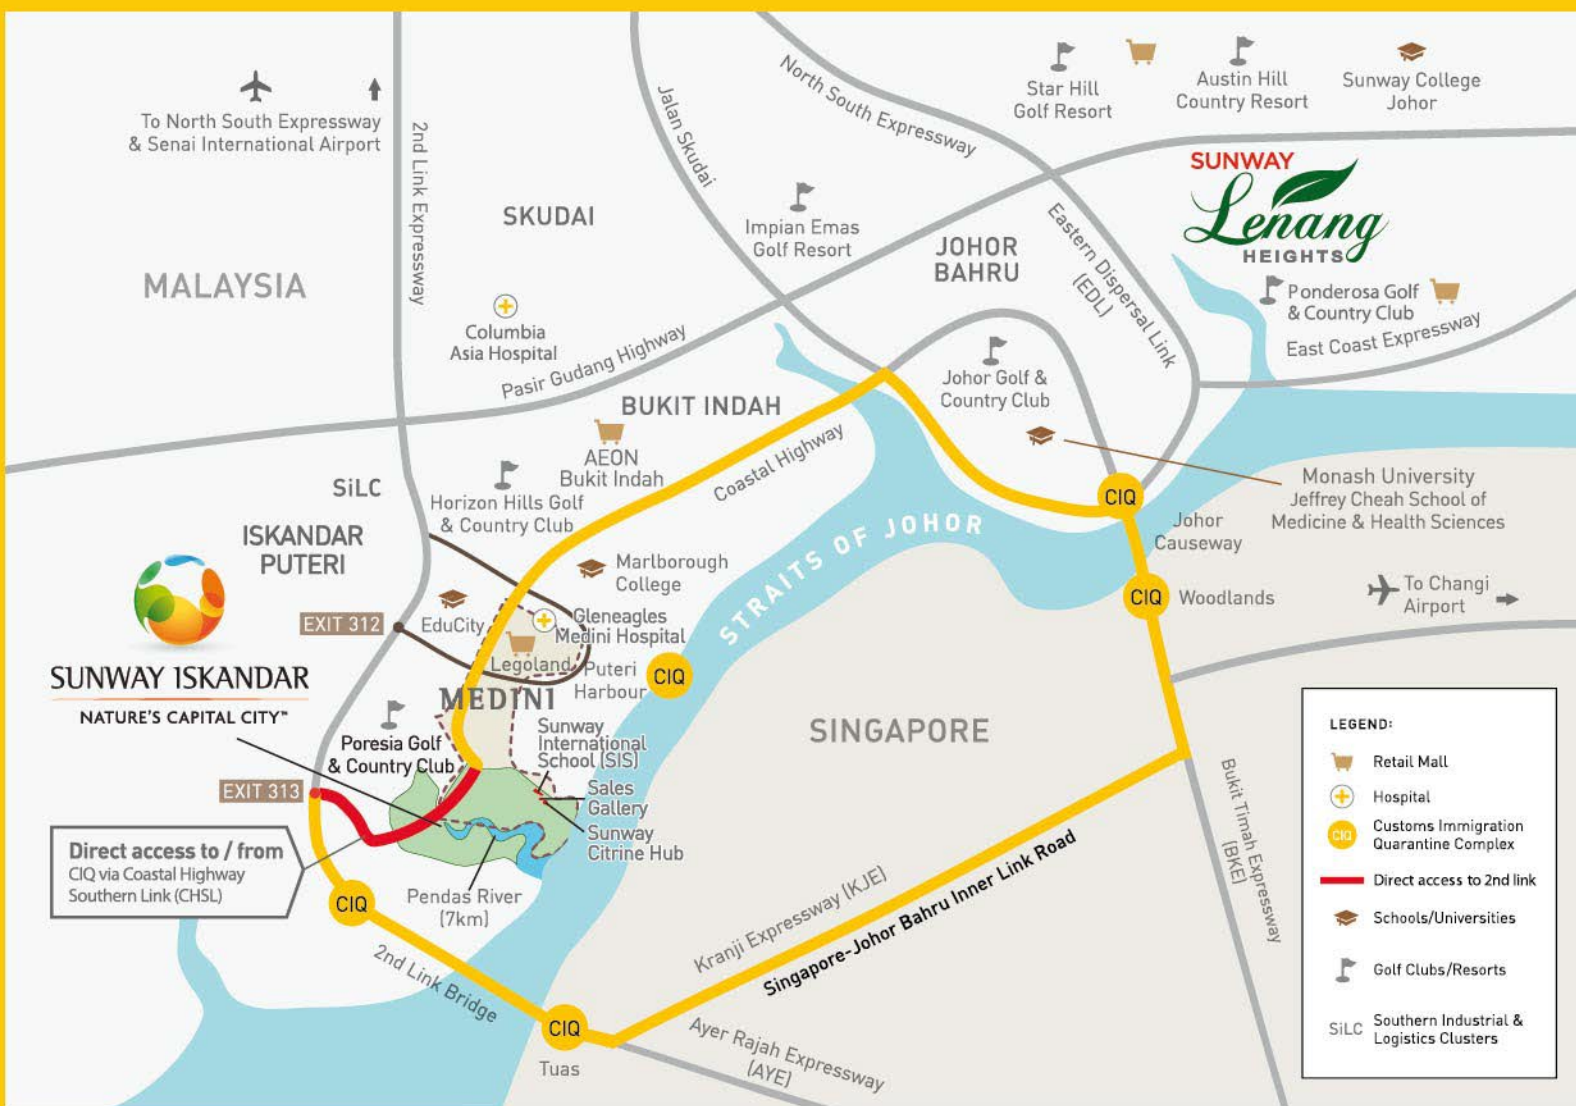 To North South Expressway
& Senai International Airport
2nd Link Expressway
Jalan Skudai
North South Expressway
Star Hill
Golf Resort
Austin Hill
Country Resort
Sunway College
Johor
SUNWAY
Lenang
HEIGHTS
SKUDAI
MALAYSIA
Impian Emas
Golf Resort
JOHOR
BAHRU
Eastern Dispersal Link
(EDL)
Ponderosa Golf
& Country Club
East Coast Expressway
Columbia
Asia Hospital
Pasir Gudang Highway
Johor Golf &
Country Club
BUKIT INDAH
AEON
Bukit Indah
Coastal Highway
SiLC
Horizon Hills Golf
& Country Club
Monash University
Jeffrey Cheah School of
Medicine & Health Sciences
CIQ
Johor
Causeway
ISKANDAR
PUTERI
STRAITS OF JOHOR
Marlborough
College
To Changi
Airport
CIQ
Woodlands
EXIT 312
EduCity
Gleneagles
Medini Hospital
Legoland
Puteri
Harbour
CIQ
SUNWAY ISKANDAR
NATURE'S CAPITAL CITY™
MEDINI
Poresia Golf
& Country Club
Sunway
International
School (SIS)
SINGAPORE
Sales
Gallery
Sunway
Citrine Hub
EXIT 313
Direct access to / from
CIQ via Coastal Highway
Southern Link (CHSL)
CIQ
Pendas River
(7km)
2nd Link Bridge
CIQ
Tuas
Kranji Expressway (KJE)
Singapore-Johor Bahru Inner Link Road
Ayer Rajah Expressway
(AYE)
Bukit Timah Expressway
(BKE)
LEGEND:
Retail Mall
Hospital
CIQ
Customs Immigration
Quarantine Complex
Direct access to 2nd link
Schools/Universities
Golf Clubs/Resorts
SiLC
Southern Industrial &
Logistics Clusters